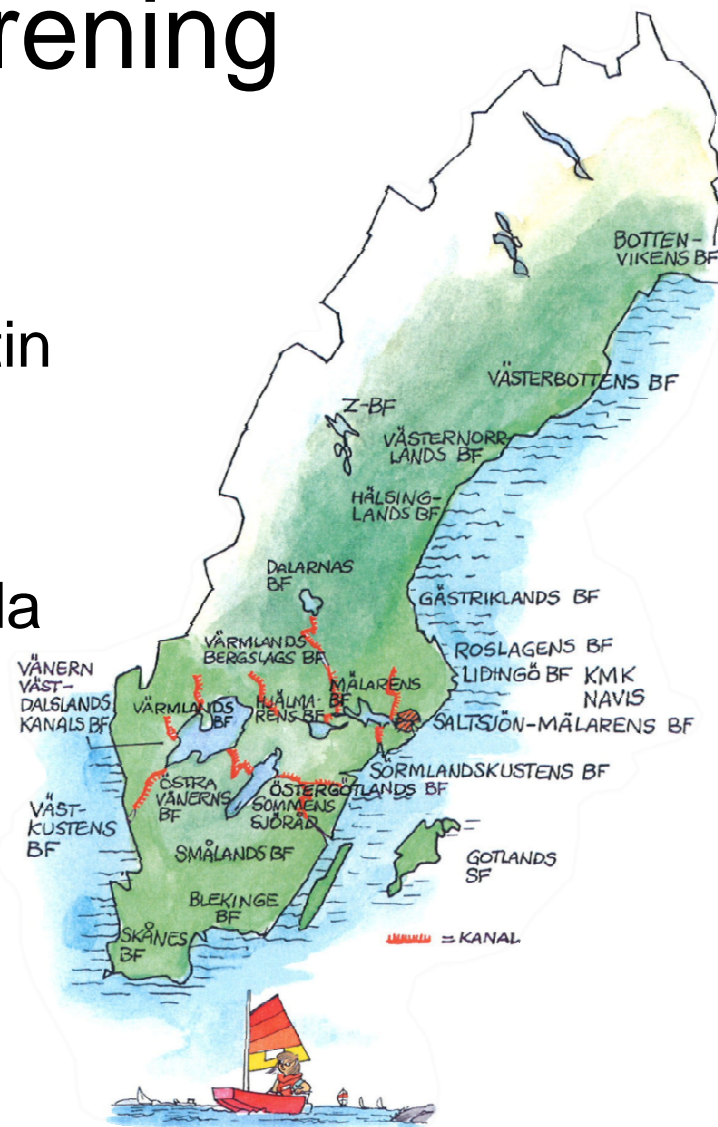 rening
tin
la
BOTTEN-
VIKENS BF
VÄSTERBOTTENS BF
Z-BF
VÄSTERNORR-
LANDS BF
HÄLSING-
LANDS BF
DALARNAS
BF
GÄSTRIKLANDS BF
VÄRMLANDS
BERGSLAGS BF
ROSLAGENS BF
LIDINGÖ BF KMK
NAVIS
VÄNERN
VÄST-
DALSLANDS
KANALS BF
VÄRMLANDS
BF
HJÄLMA-
RENS BF
MÄLARENS
BF
SALTSJÖN-MÄLARENS BF
SÖRMLANDSKUSTENS BF
ÖSTRA
VÄNERNS
BF
ÖSTERGÖTLANDS BF
SOMMENS
SJÖRÅD
VÄST-
KUSTENS
BF
SMÅLANDS BF
GOTLANDS
SF
BLEKINGE
BF
SKÅNES
BF
= KANAL